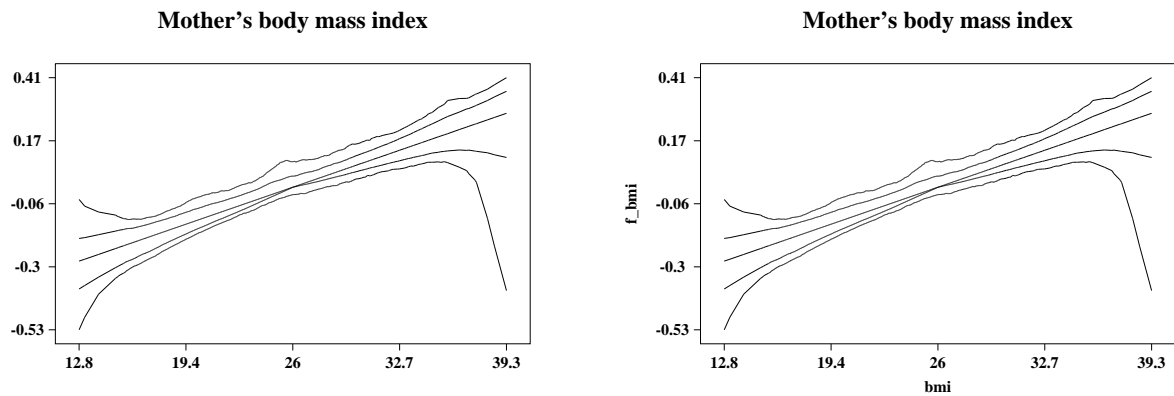 Mother’s body mass index
0.41
0.17
-0.06
-0.3
-0.53
12.8 19.4 26 32.7 39.3
Mother’s body mass index
f_bmi
0.41
0.17
-0.06
-0.3
-0.53
12.8 19.4 26 32.7 39.3
bmi